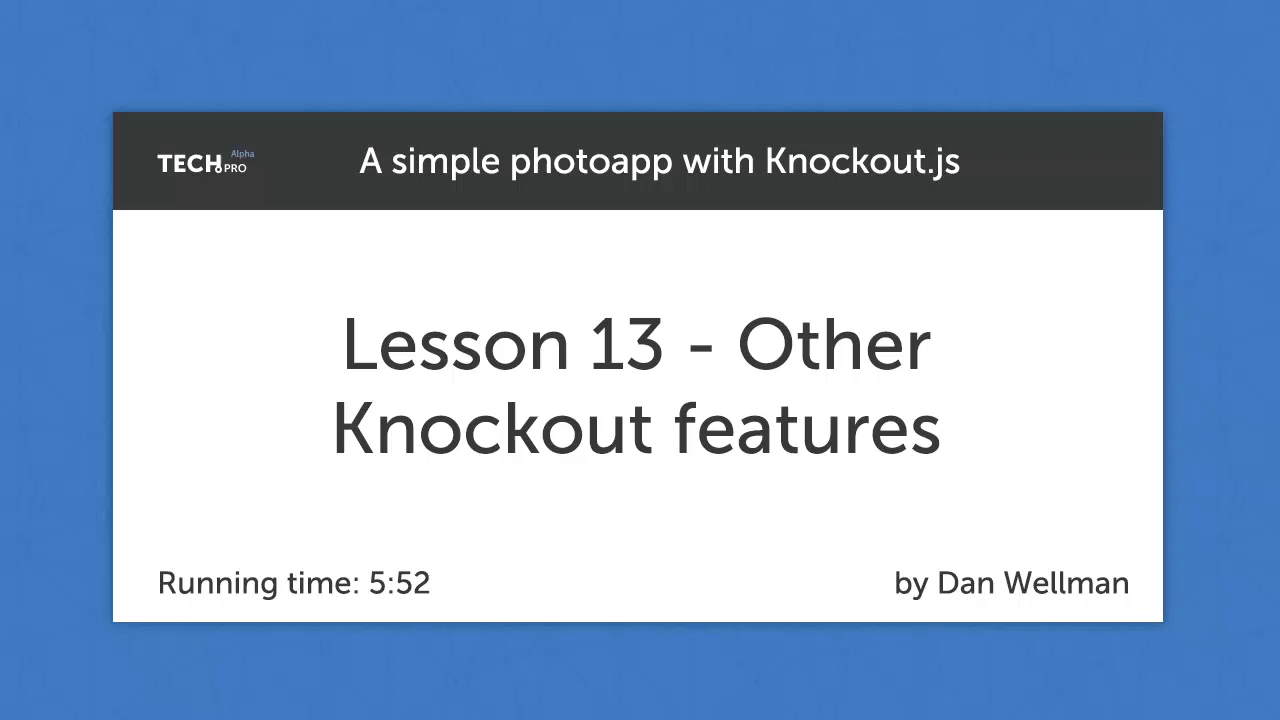 TECH.PRO Alpha
A simple photoapp with Knockout.js
Lesson 13 - Other
Knockout features
Running time: 5:52
by Dan Wellman